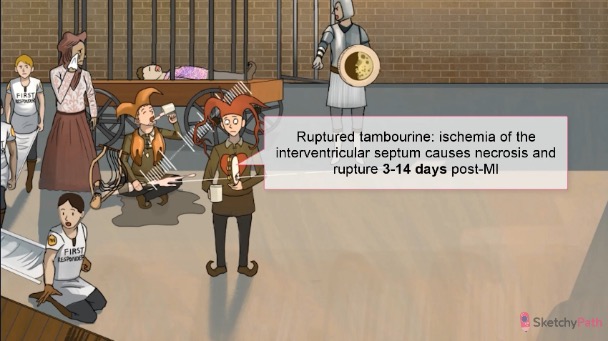 FIRST
RESPONDER
Ruptured tambourine: ischemia of the
interventricular septum causes necrosis and
rupture 3-14 days post-MI
FIRST
RESPONDER
SketchyPath